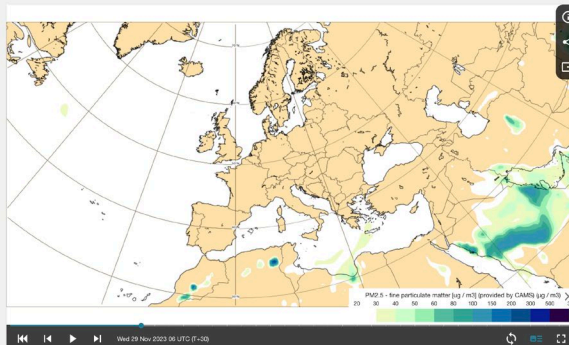 PM2.5 - fine particulate matter [ug / m3] (provided by CAMS) (µg / m3)
20 30 40 50 60 80 100 150 200 300 500
Wed 29 Nov 2023 06 UTC (T+30)